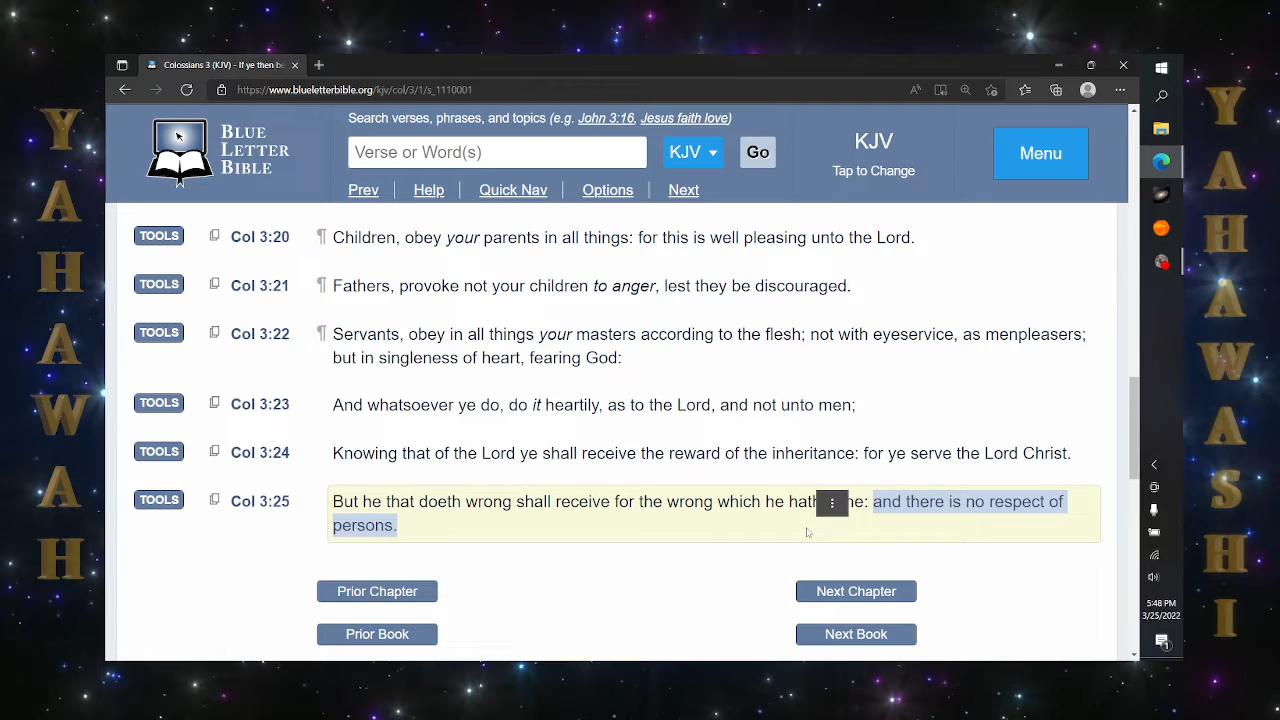 Colossians 3 (KJV) - If ye then be
https://www.blueletterbible.org/kjv/col/3/1/s_1110001
BLUE
LETTER
BIBLE
Search verses, phrases, and topics (e.g. John 3:16, Jesus faith love)
Verse or Word(s)
KJV
Go
Prev
Help
Quick Nav
Options
Next
KJV
Tap to Change
Menu
TOOLS Col 3:20 ¶ Children, obey your parents in all things: for this is well pleasing unto the Lord.
TOOLS Col 3:21 ¶ Fathers, provoke not your children to anger, lest they be discouraged.
TOOLS Col 3:22 ¶ Servants, obey in all things your masters according to the flesh; not with eyeservice, as menpleasers;
but in singleness of heart, fearing God:
TOOLS Col 3:23 And whatsoever ye do, do it heartily, as to the Lord, and not unto men;
TOOLS Col 3:24 Knowing that of the Lord ye shall receive the reward of the inheritance: for ye serve the Lord Christ.
TOOLS Col 3:25 But he that doeth wrong shall receive for the wrong which he hath ne: and there is no respect of
persons.
Prior Chapter
Next Chapter
Prior Book
Next Book
5:48 PM
3/25/2022
1
YAHAWAH
YAHAWASHI